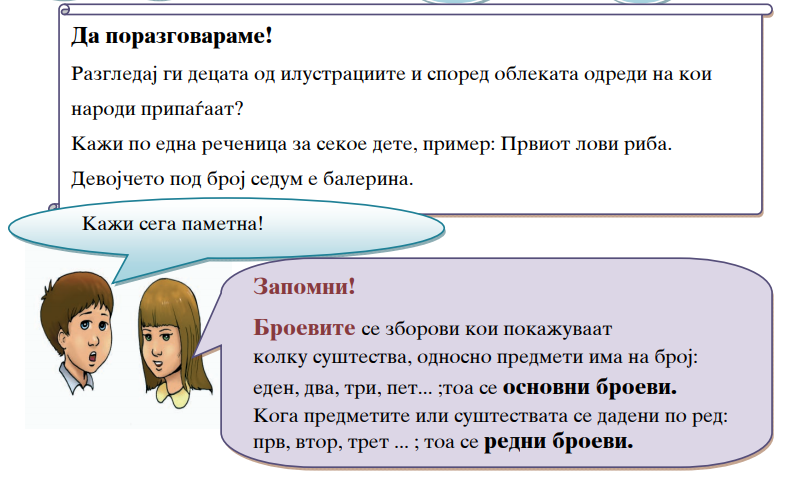 Да поразговараме!
Разгледај ги децата од илустрациите и според облеката одреди на кои
народи припаѓаат?
Кажи по една реченица за секое дете, пример: Првиот лови риба.
Девојчето под број седум е балерина.
Кажи сега паметна!
Запомни!
Броевите се зборови кои покажуваат
колку суштества, односно предмети има на број:
еден, два, три, пет... ;тоа се основни броеви.
Кога предметите или суштествата се дадени по ред:
прв, втор, трет ... ; тоа се редни броеви.